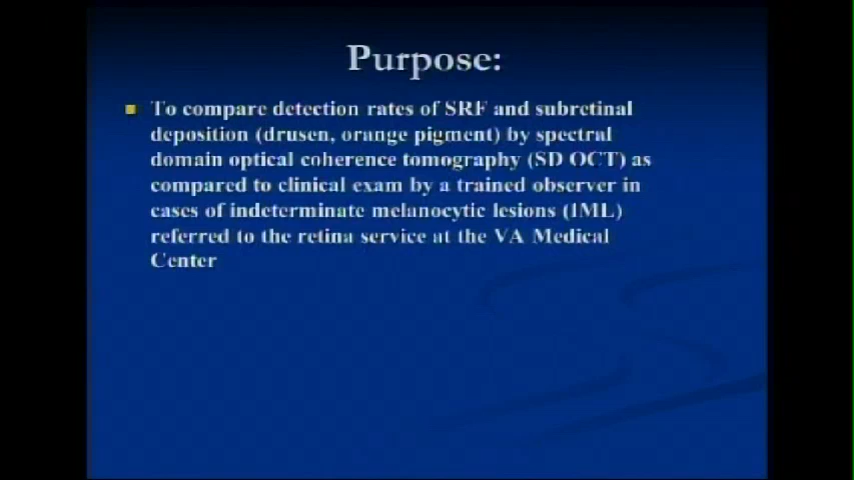 Purpose:
To compare detection rates of SRF and subretinal
deposition (drusen, orange pigment) by spectral
domain optical coherence tomography (SD OCT) as
compared to clinical exam by a trained observer in
cases of indeterminate melanocytic lesions (IML)
referred to the retina service at the VA Medical
Center